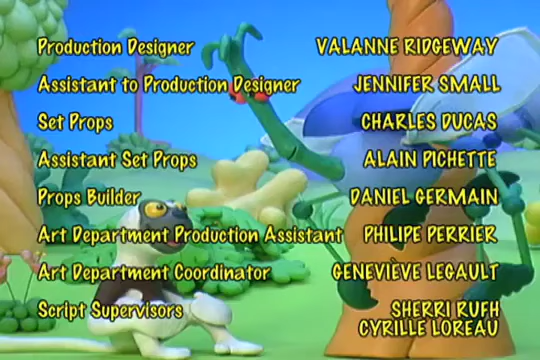 Production Designer VALANNE RIDGEWAY
Assistant to Production Designer JENNIFER SMALL
Set Props CHARLES DUCAS
Assistant Set Props ALAIN PICHETTE
Props Builder DANIEL GERMAIN
Art Department Production Assistant PHILIPE PERRIER
Art Department Coordinator GENEVIÈVE LEGAULT
Script Supervisors SHERRI RUFH
CYRILLE LOREAU